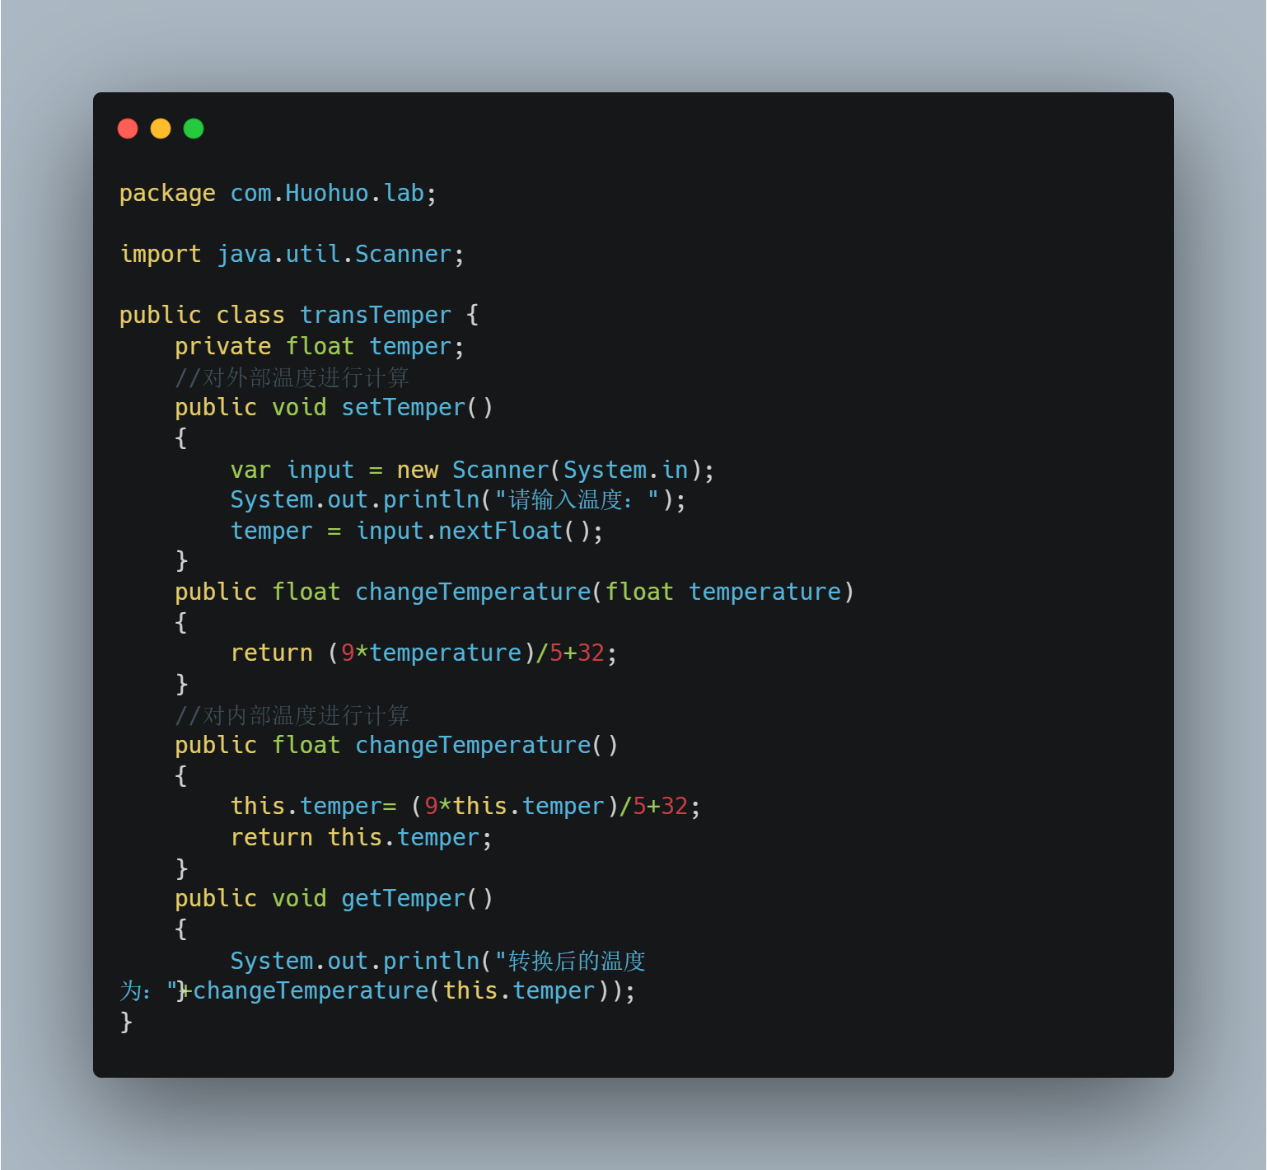 package com.Huohuo.lab;
import java.util.Scanner;
public class transTemper {
    private float temper;
    //对外部温度进行计算
    public void setTemper()
    {
        var input = new Scanner(System.in);
        System.out.println("请输入温度：");
        temper = input.nextFloat();
    }
    public float changeTemperature(float temperature)
    {
        return (9*temperature)/5+32;
    }
    //对内部温度进行计算
    public float changeTemperature()
    {
        this.temper= (9*this.temper)/5+32;
        return this.temper;
    }
    public void getTemper()
    {
        System.out.println("转换后的温度
为："+changeTemperature(this.temper));
    }
}